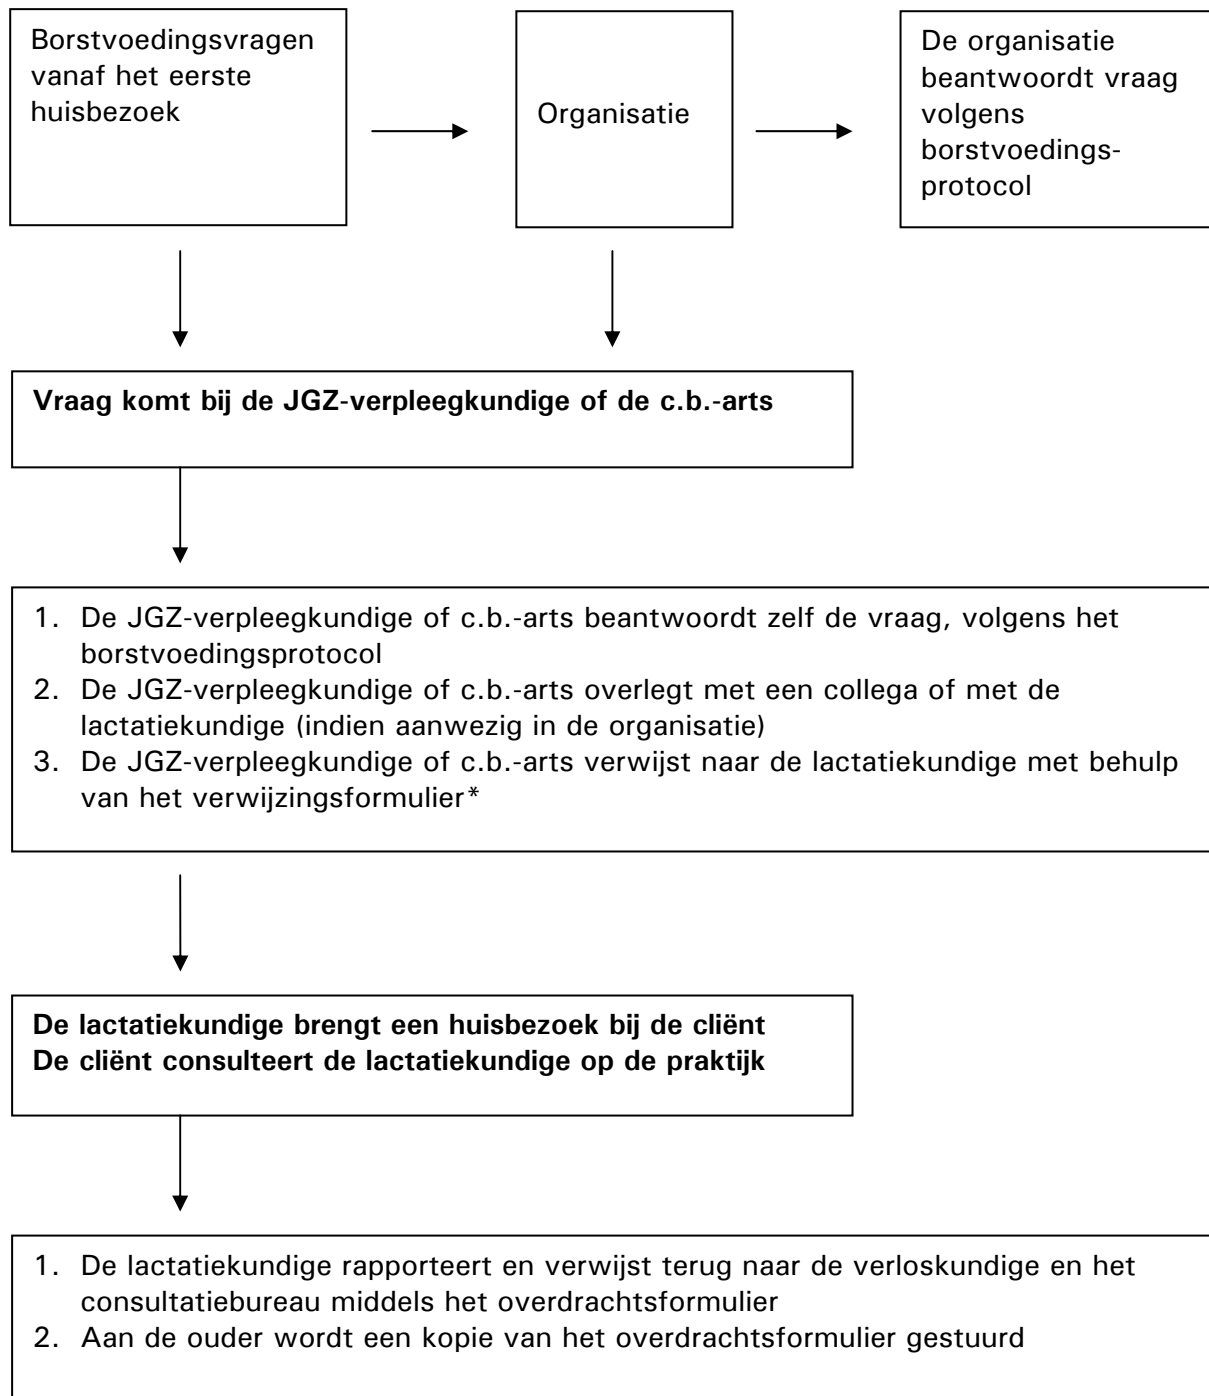 Borstvoedingsvragen
vanaf het eerste
huisbezoek
Organisatie
De organisatie
beantwoordt vraag
volgens
borstvoedings-
protocol
Vraag komt bij de JGZ-verpleegkundige of de c.b.-arts
1. De JGZ-verpleegkundige of c.b.-arts beantwoordt zelf de vraag, volgens het
borstvoedingsprotocol
2. De JGZ-verpleegkundige of c.b.-arts overlegt met een collega of met de
lactatiekundige (indien aanwezig in de organisatie)
3. De JGZ-verpleegkundige of c.b.-arts verwijst naar de lactatiekundige met behulp
van het verwijzingsformulier*
De lactatiekundige brengt een huisbezoek bij de cliënt
De cliënt consulteert de lactatiekundige op de praktijk
1. De lactatiekundige rapporteert en verwijst terug naar de verloskundige en het
consultatiebureau middels het overdrachtsformulier
2. Aan de ouder wordt een kopie van het overdrachtsformulier gestuurd